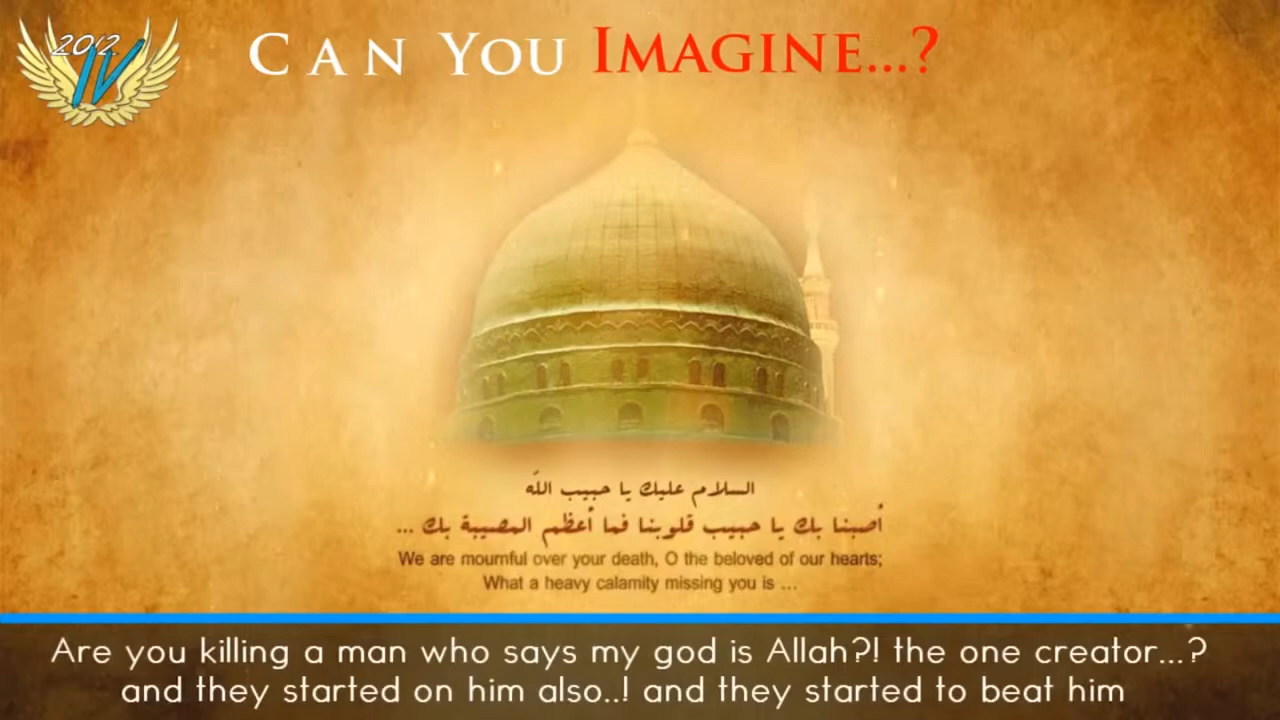 2012
IV
CAN YOU IMAGINE...?
السلام عليك يا حبيب الله
أصبنا بك يا حبيب قلوبنا فما أعظم المصيبة بك ...
We are mournful over your death, O the beloved of our hearts;
What a heavy calamity missing you is ...
Are you killing a man who says my god is Allah?! the one creator...?
and they started on him also..! and they started to beat him